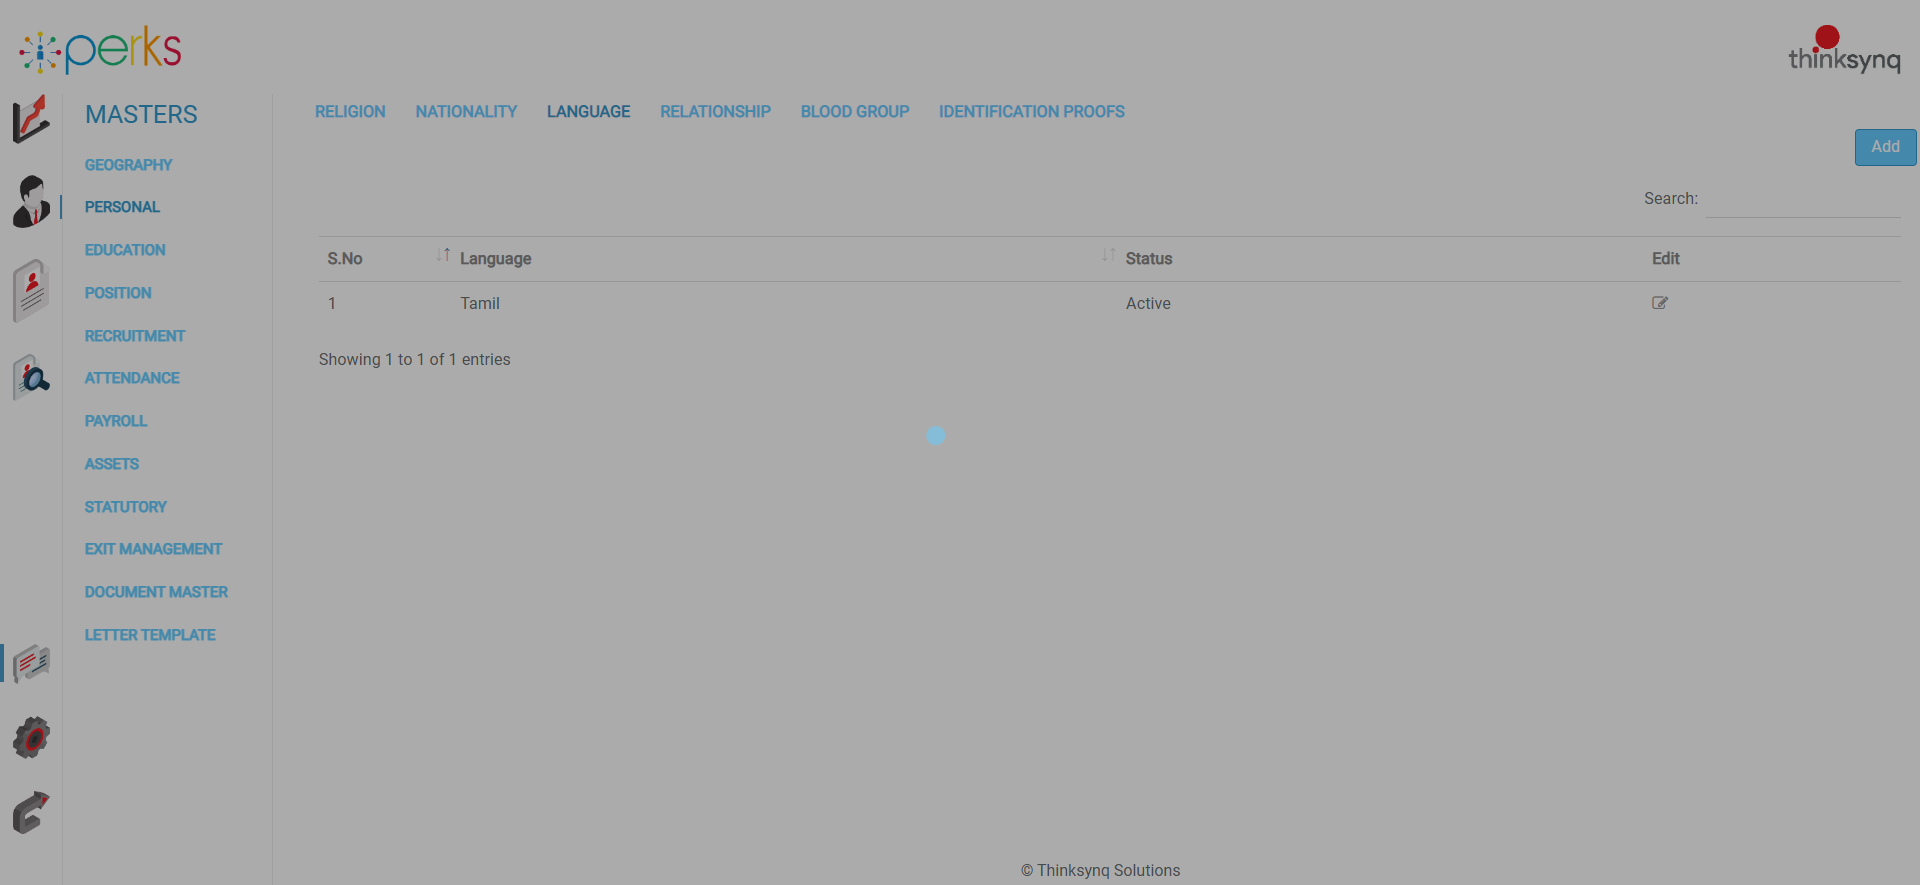 perks
thinksynq
MASTERS
RELIGION NATIONALITY LANGUAGE RELATIONSHIP BLOOD GROUP IDENTIFICATION PROOFS
Add
GEOGRAPHY
PERSONAL
EDUCATION
POSITION
RECRUITMENT
ATTENDANCE
PAYROLL
ASSETS
STATUTORY
EXIT MANAGEMENT
DOCUMENT MASTER
LETTER TEMPLATE
Search:
S.No Language Status Edit
1 Tamil Active
Showing 1 to 1 of 1 entries
© Thinksynq Solutions